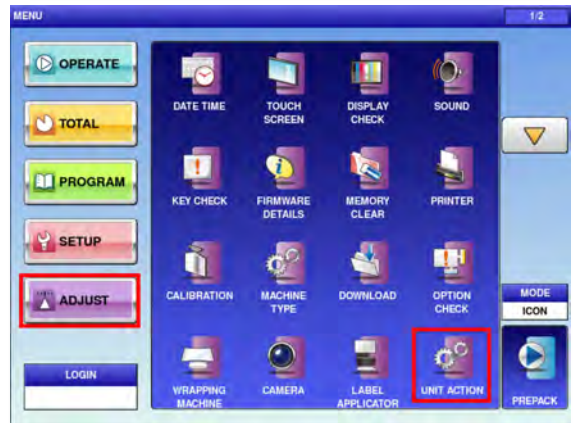 MENU
1/2
OPERATE
TOTAL
PROGRAM
SETUP
ADJUST
LOGIN
DATE TIME
TOUCH
SCREEN
DISPLAY
CHECK
SOUND
KEY CHECK
FIRMWARE
DETAILS
MEMORY
CLEAR
PRINTER
CALIBRATION
MACHINE
TYPE
DOWNLOAD
OPTION
CHECK
WRAPPING
MACHINE
CAMERA
LABEL
APPLICATOR
UNIT ACTION
MODE
ICON
PREPACK